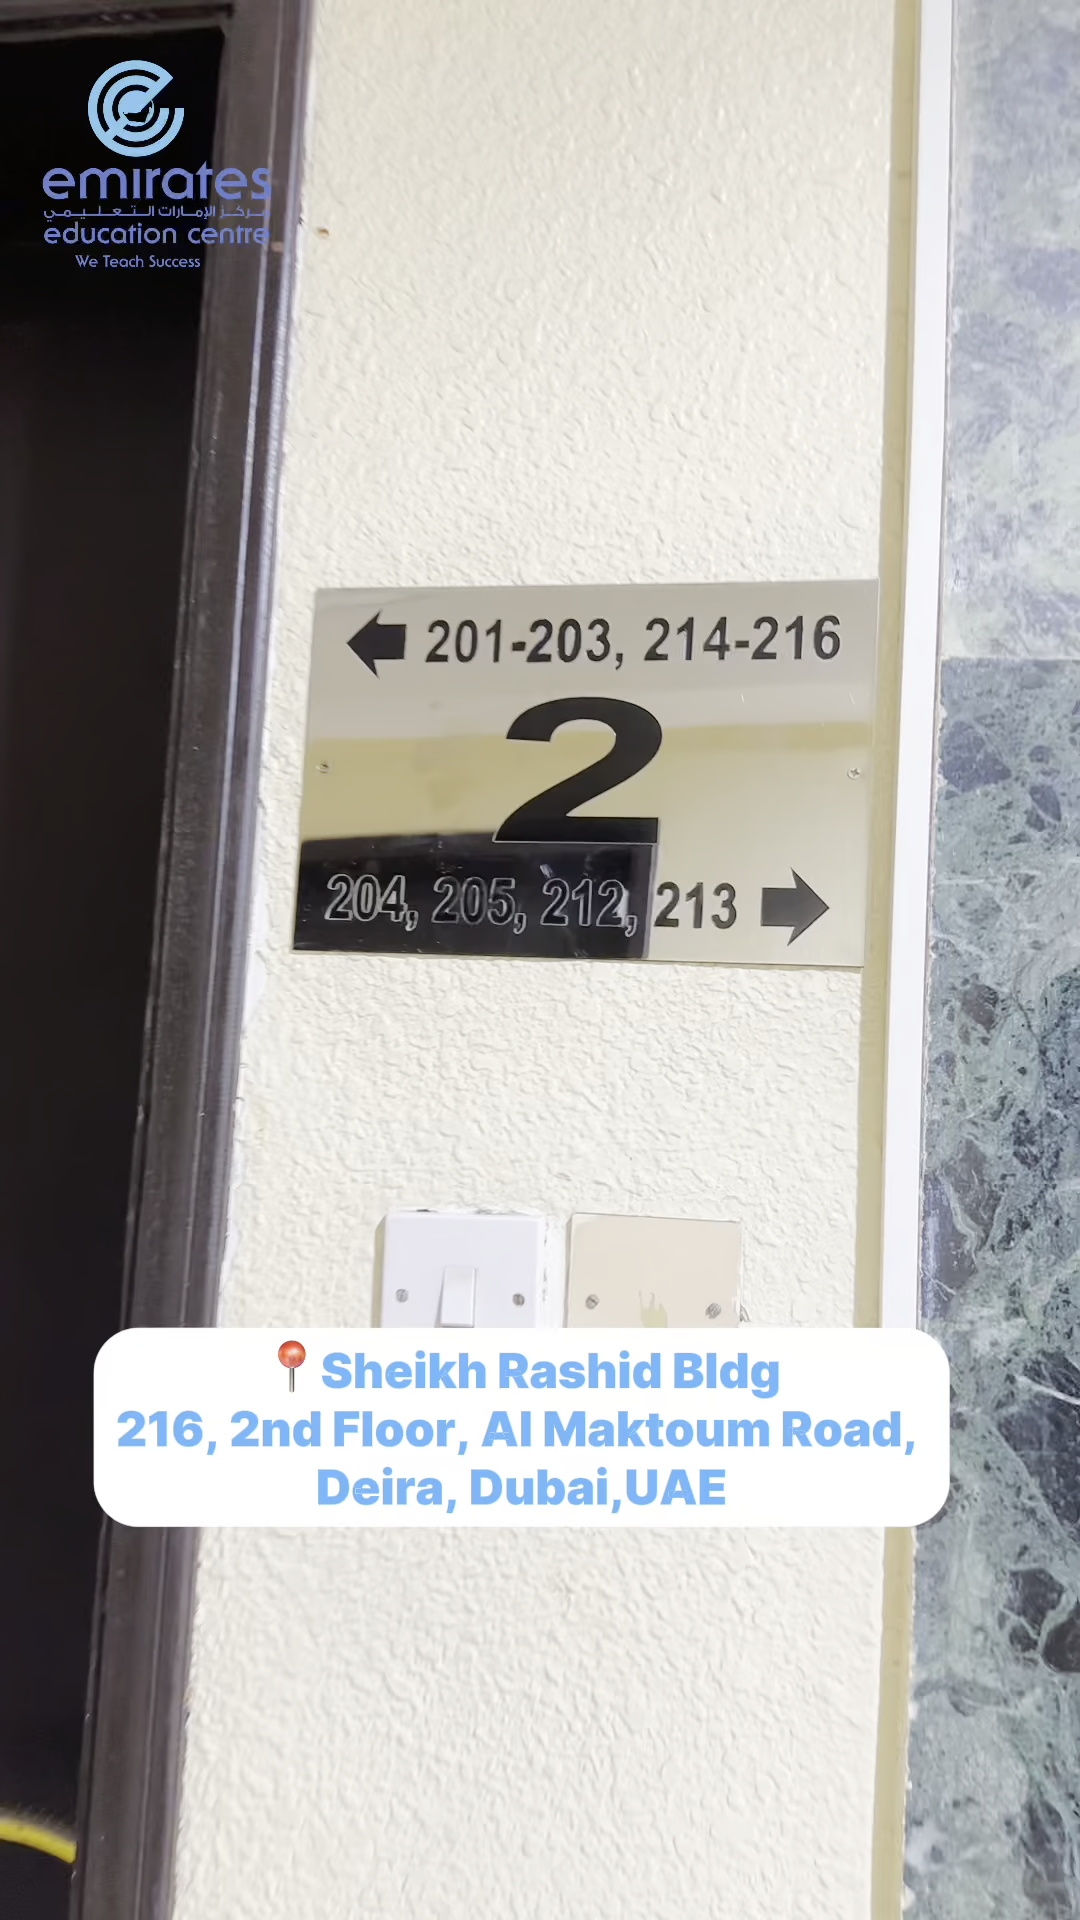 emirates
مركز الإمارات التعليمي
education centre
We Teach Success
201-203, 214-216
2
204, 205, 212, 213
Sheikh Rashid Bldg
216, 2nd Floor, Al Maktoum Road,
Deira, Dubai,UAE